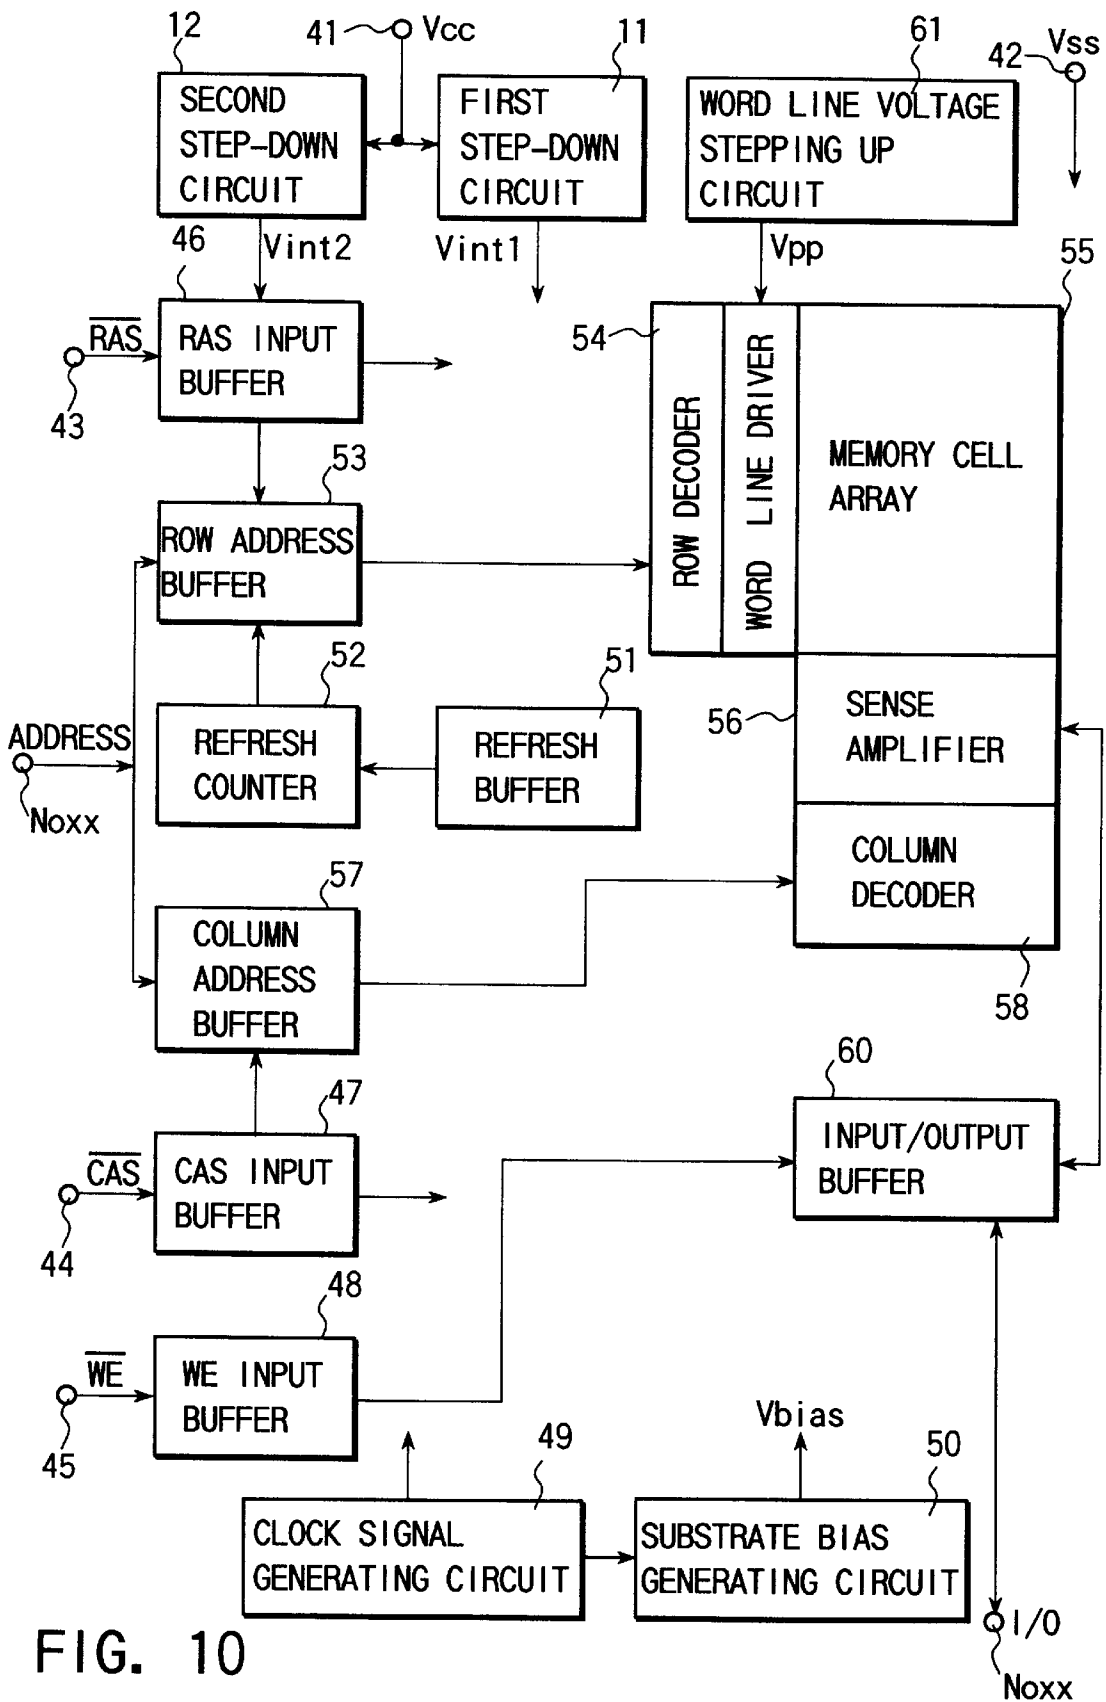 12
41
Vcc
11
61
Vss
42
SECOND
STEP-DOWN
CIRCUIT
FIRST
STEP-DOWN
CIRCUIT
WORD LINE VOLTAGE
STEPPING UP
CIRCUIT
46
Vint2
Vint1
Vpp
55
RAS
43
RAS INPUT
BUFFER
54
ROW DECODER
WORD LINE DRIVER
MEMORY CELL
ARRAY
53
ROW ADDRESS
BUFFER
52
51
ADDRESS
Noxx
REFRESH
COUNTER
REFRESH
BUFFER
56
SENSE
AMPLIFIER
57
COLUMN
DECODER
58
COLUMN
ADDRESS
BUFFER
47
60
CAS
44
CAS INPUT
BUFFER
INPUT/OUTPUT
BUFFER
48
WE
45
WE INPUT
BUFFER
49
Vbias
50
CLOCK SIGNAL
GENERATING CIRCUIT
SUBSTRATE BIAS
GENERATING CIRCUIT
I/O
Noxx
FIG. 10